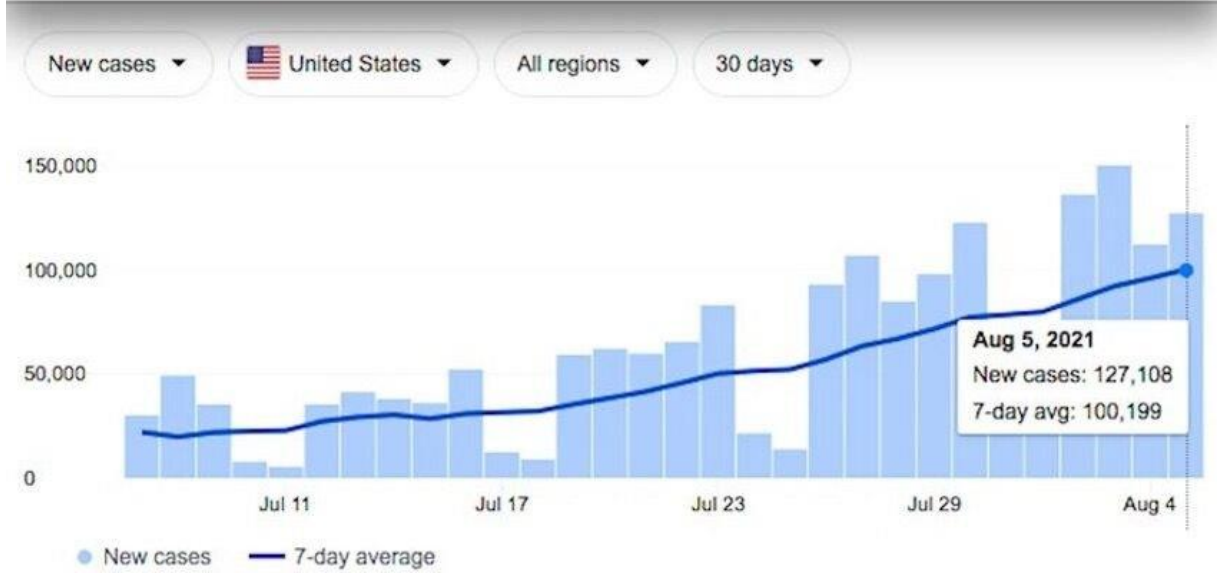 New cases United States All regions 30 days
150,000
100,000
50,000
0
Aug 5, 2021
New cases: 127,108
7-day avg: 100,199
Jul 11 Jul 17 Jul 23 Jul 29 Aug 4
New cases 7-day average